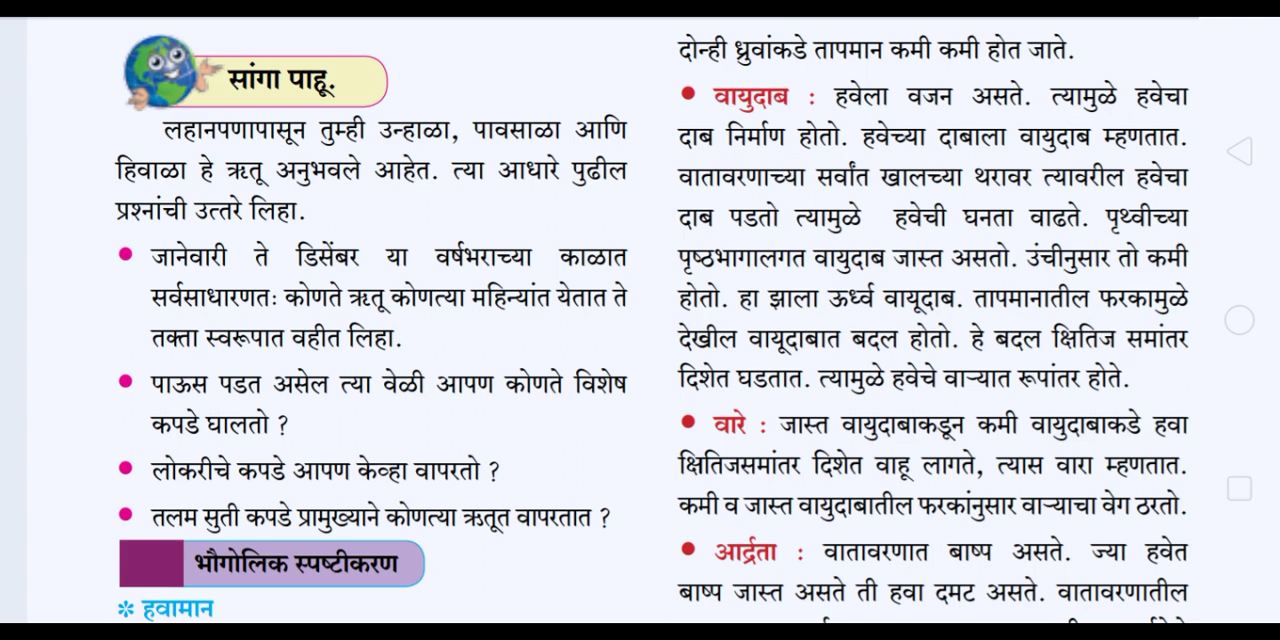 सांगा पाहू.
लहानपणापासून तुम्ही उन्हाळा, पावसाळा आणि
हिवाळा हे ऋतू अनुभवले आहेत. त्या आधारे पुढील
प्रश्नांची उत्तरे लिहा.
● जानेवारी ते डिसेंबर या वर्षभराच्या काळात
सर्वसाधारणतः कोणते ऋतू कोणत्या महिन्यांत येतात ते
तक्ता स्वरूपात वहीत लिहा.
● पाऊस पडत असेल त्या वेळी आपण कोणते विशेष
कपडे घालतो ?
● लोकरीचे कपडे आपण केव्हा वापरतो ?
● तलम सुती कपडे प्रामुख्याने कोणत्या ऋतूत वापरतात ?
भौगोलिक स्पष्टीकरण
* हवामान
दोन्ही ध्रुवांकडे तापमान कमी कमी होत जाते.
● वायुदाब : हवेला वजन असते. त्यामुळे हवेचा
दाब निर्माण होतो. हवेच्या दाबाला वायुदाब म्हणतात.
वातावरणाच्या सर्वांत खालच्या थरावर त्यावरील हवेचा
दाब पडतो त्यामुळे हवेची घनता वाढते. पृथ्वीच्या
पृष्ठभागालगत वायुदाब जास्त असतो. उंचीनुसार तो कमी
होतो. हा झाला ऊर्ध्व वायूदाब. तापमानातील फरकामुळे
देखील वायूदाबात बदल होतो. हे बदल क्षितिज समांतर
दिशेत घडतात. त्यामुळे हवेचे वाऱ्यात रूपांतर होते.
● वारे : जास्त वायुदाबाकडून कमी वायुदाबाकडे हवा
क्षितिजसमांतर दिशेत वाहू लागते, त्यास वारा म्हणतात.
कमी व जास्त वायुदाबातील फरकांनुसार वाऱ्याचा वेग ठरतो.
● आर्द्रता : वातावरणात बाष्प असते. ज्या हवेत
बाष्प जास्त असते ती हवा दमट असते. वातावरणातील